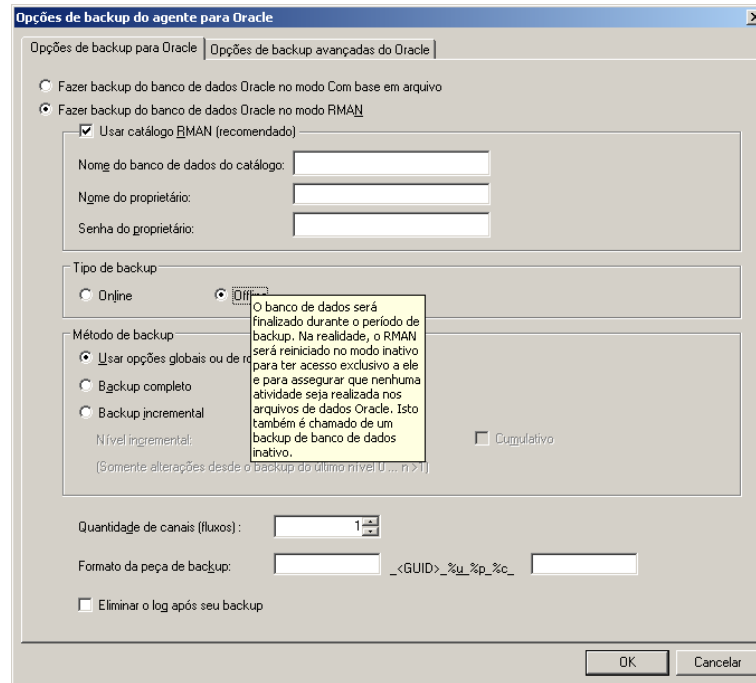 Opções de backup do agente para Oracle
Opções de backup para Oracle Opções de backup avançadas do Oracle
Fazer backup do banco de dados Oracle no modo Com base em arquivo
Fazer backup do banco de dados Oracle no modo RMAN
Usar catálogo RMAN (recomendado)
Nome do banco de dados do catálogo:
Nome do proprietário:
Senha do proprietário:
Tipo de backup
Online
O banco de dados será
finalizado durante o período de
backup. Na realidade, o RMAN
será reiniciado no modo inativo
para ter acesso exclusivo a ele
e para assegurar que nenhuma
atividade seja realizada nos
arquivos de dados Oracle. Isto
também é chamado de um
backup de banco de dados
inativo.
Método de backup
Usar opções globais ou de
Backup completo
Backup incremental
Nível incremental: Cumulativo
(Somente alterações desde o backup do último nível 0 ... n >1)
Quantidade de canais (fluxos) : 1
Formato da peça de backup: _<GUID>_%u_%p_%c_
Eliminar o log após seu backup
OK Cancelar